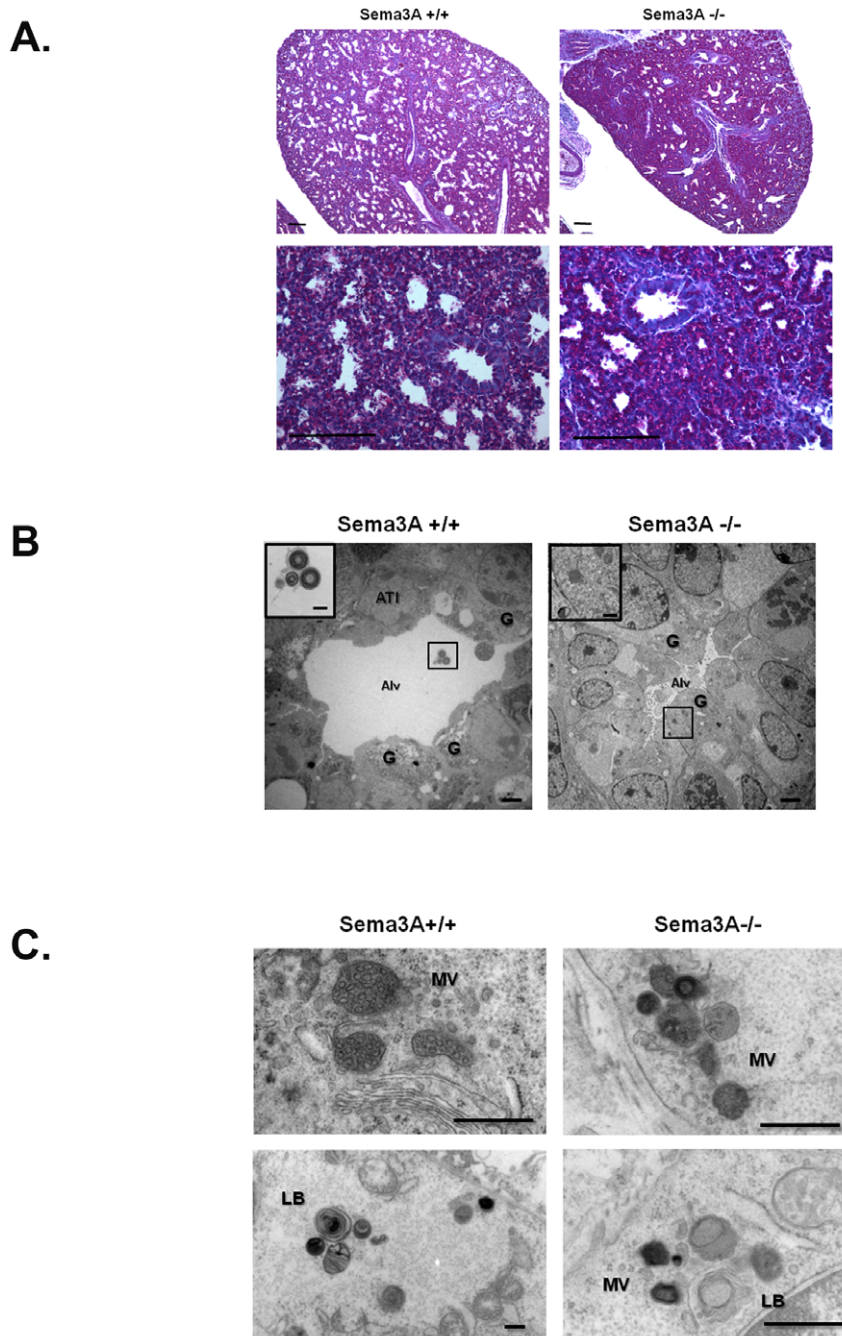 A.
Sema3A +/+ Sema3A -/-
B
Sema3A +/+ Sema3A -/-
ATI
G
Alv
G
G
G
Alv
G
C.
Sema3A+/+ Sema3A-/-
MV
MV
LB
MV
LB